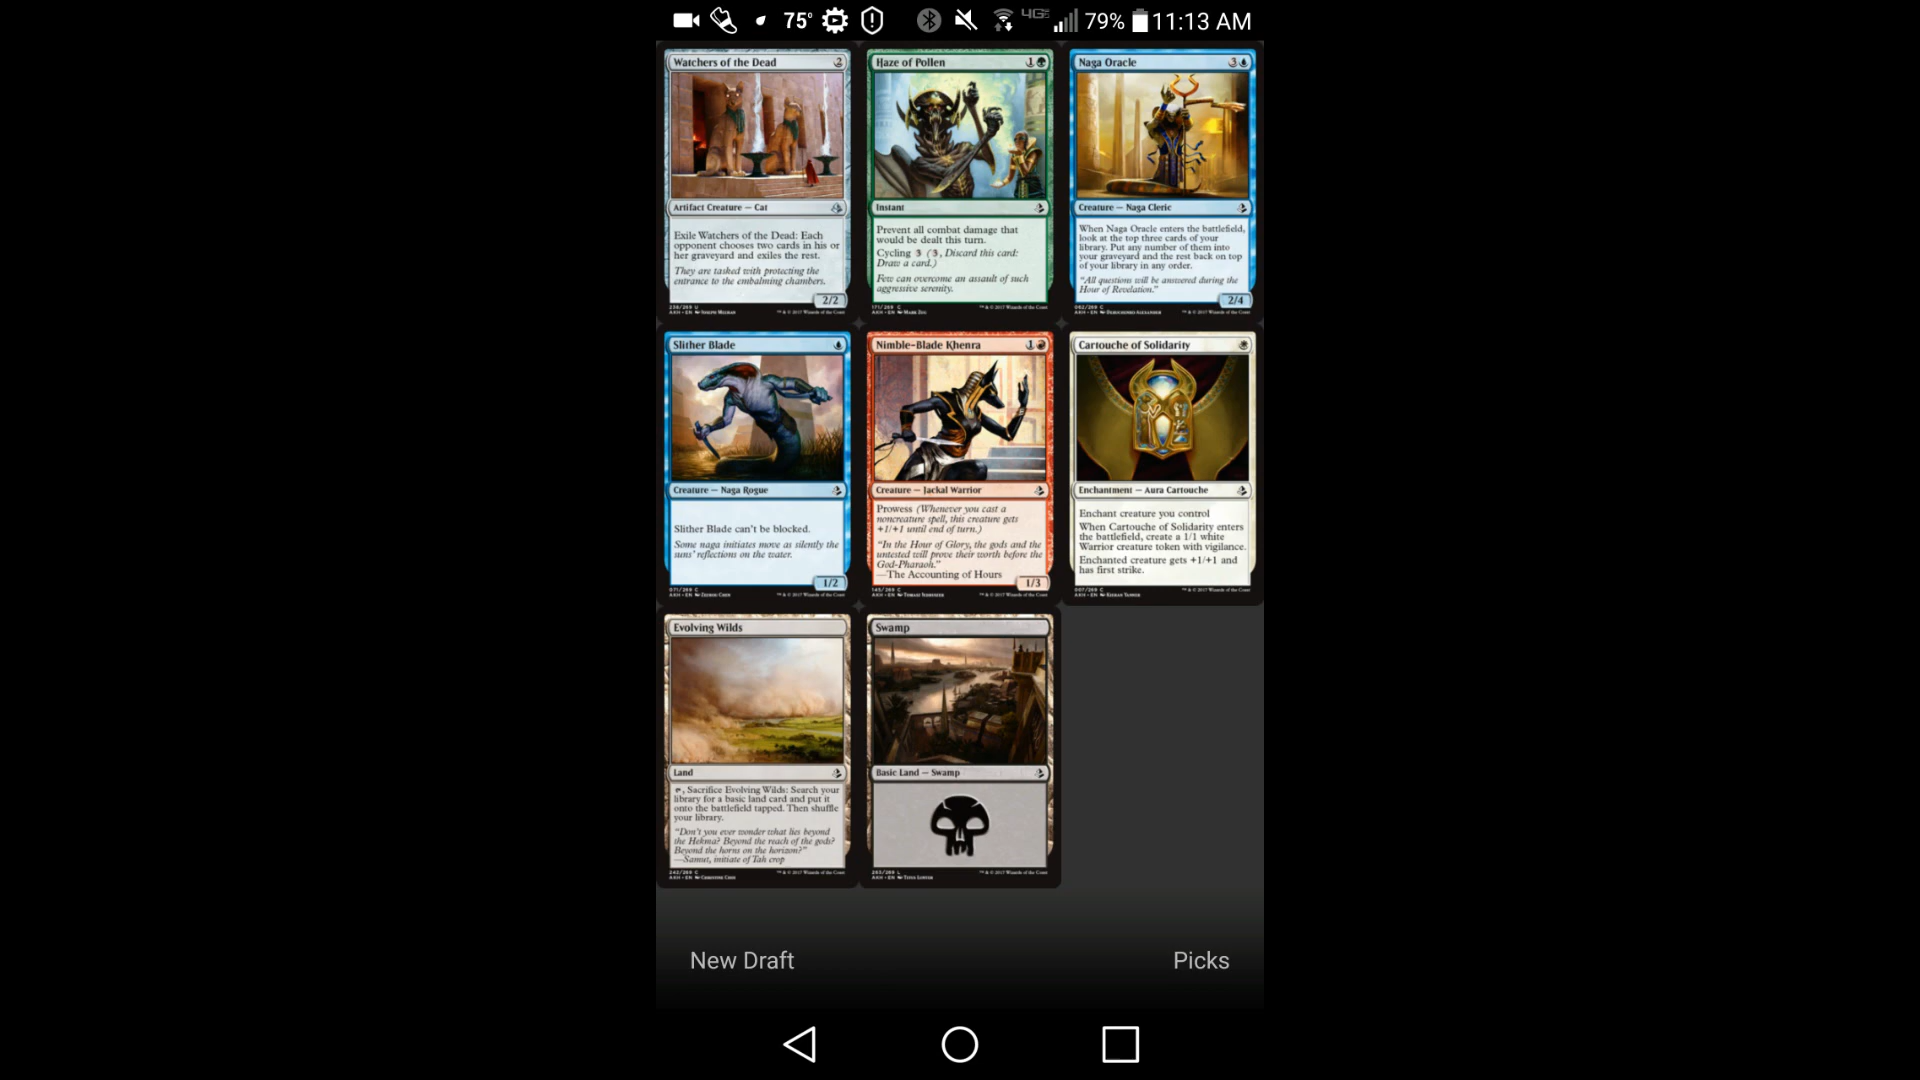 75° 4G 79% 11:13 AM
Watchers of the Dead 2
Artifact Creature — Cat
Exile Watchers of the Dead: Each
opponent chooses two cards in his or
her graveyard and exiles the rest.
They are tasked with protecting the
entrance to the embalming chambers.
2/2
Haze of Pollen 1
Instant
Prevent all combat damage that
would be dealt this turn.
Cycling 3 (3, Discard this card:
Draw a card.)
Few can overcome an assault of such
aggressive serenity.
Naga Oracle 3
Creature — Naga Cleric
When Naga Oracle enters the battlefield,
look at the top three cards of your
library. Put any number of them into
your graveyard and the rest back on top
of your library in any order.
"All questions will be answered during the
Hour of Revelation."
2/4
Slither Blade
Creature — Naga Rogue
Slither Blade can't be blocked.
Some naga initiates move as silently the
suns' reflections on the water.
1/2
Nimble-Blade Khenra 1
Creature — Jackal Warrior
Prowess (Whenever you cast a
noncreature spell, this creature gets
+1/+1 until end of turn.)
"In the Hour of Glory, the gods and the
untested will prove their worth before the
God-Pharaoh."
—The Accounting of Hours
1/3
Cartouche of Solidarity
Enchantment — Aura Cartouche
Enchant creature you control
When Cartouche of Solidarity enters
the battlefield, create a 1/1 white
Warrior creature token with vigilance.
Enchanted creature gets +1/+1 and
has first strike.
Evolving Wilds
Land
, Sacrifice Evolving Wilds: Search your
library for a basic land card and put it
onto the battlefield tapped. Then shuffle
your library.
"Don't you ever wonder what lies beyond
the Hekma? Beyond the reach of the gods?
Beyond the horns on the horizon?"
—Samut, initiate of Tah crop
Swamp
Basic Land — Swamp
New Draft
Picks